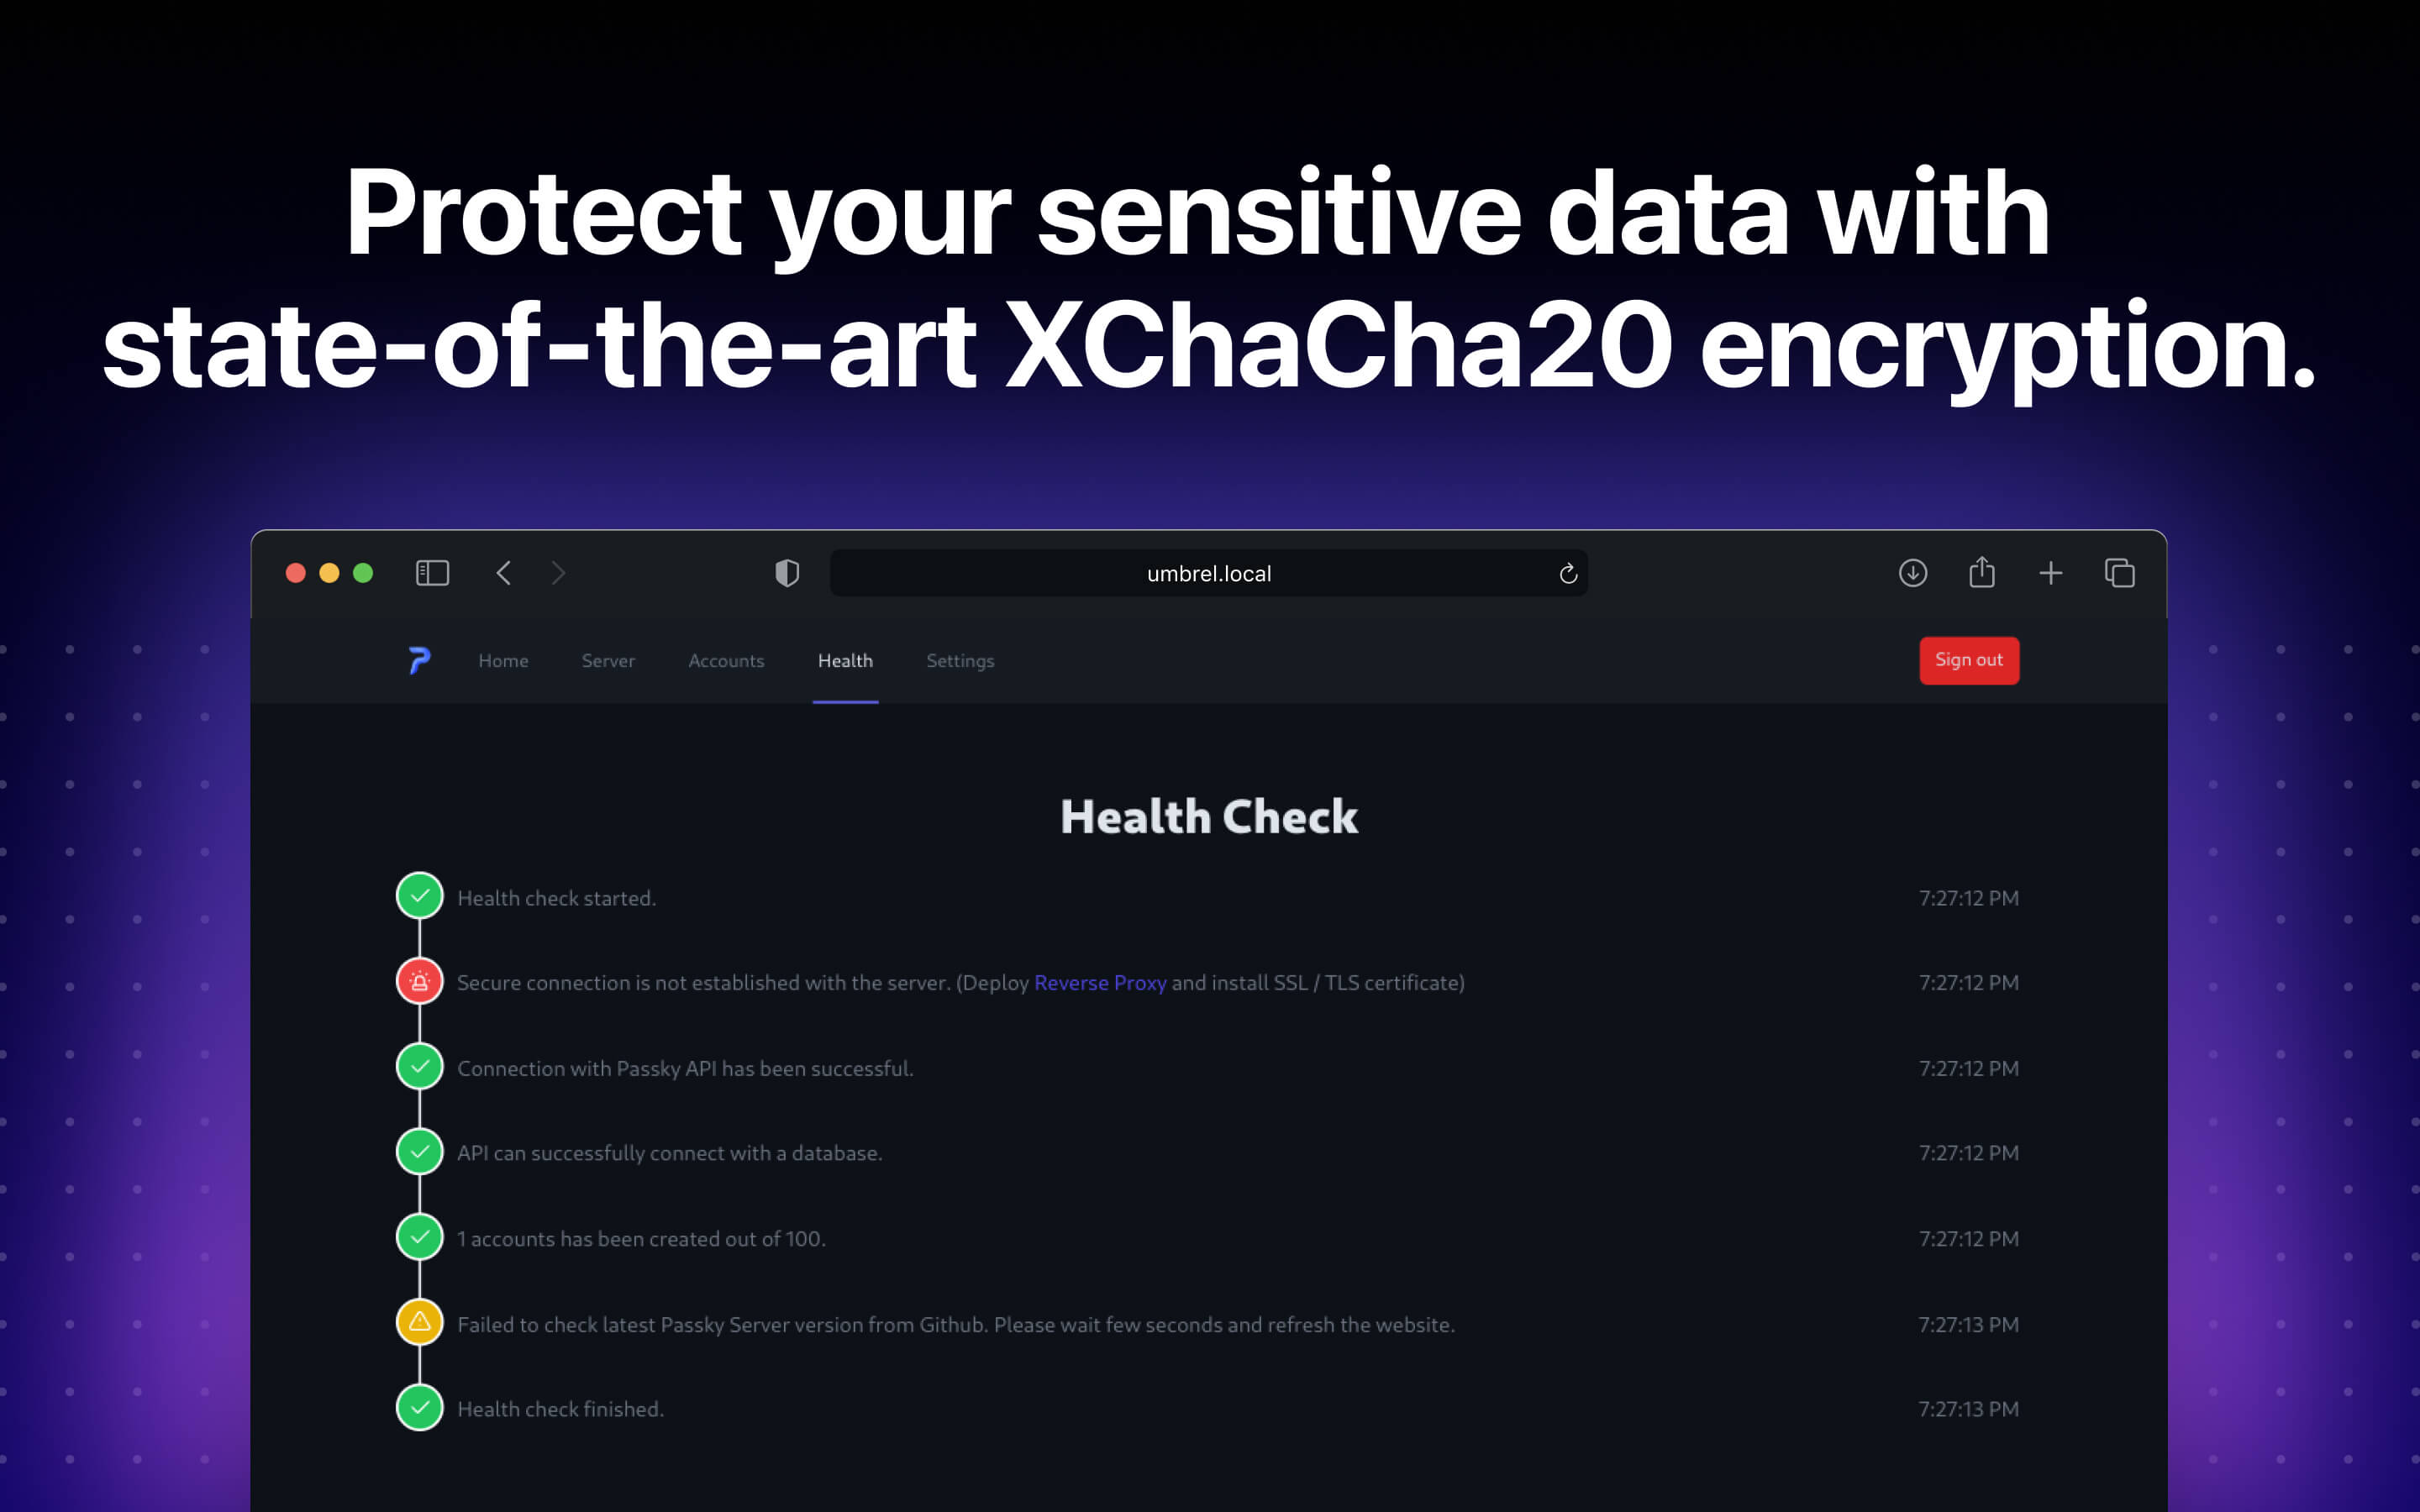 Protect your sensitive data with
state-of-the-art XChaCha20 encryption.
umbrel.local
Home Server Accounts Health Settings Sign out
Health Check
Health check started. 7:27:12 PM
Secure connection is not established with the server. (Deploy Reverse Proxy and install SSL / TLS certificate) 7:27:12 PM
Connection with Passky API has been successful. 7:27:12 PM
API can successfully connect with a database. 7:27:12 PM
1 accounts has been created out of 100. 7:27:12 PM
Failed to check latest Passky Server version from Github. Please wait few seconds and refresh the website. 7:27:13 PM
Health check finished. 7:27:13 PM